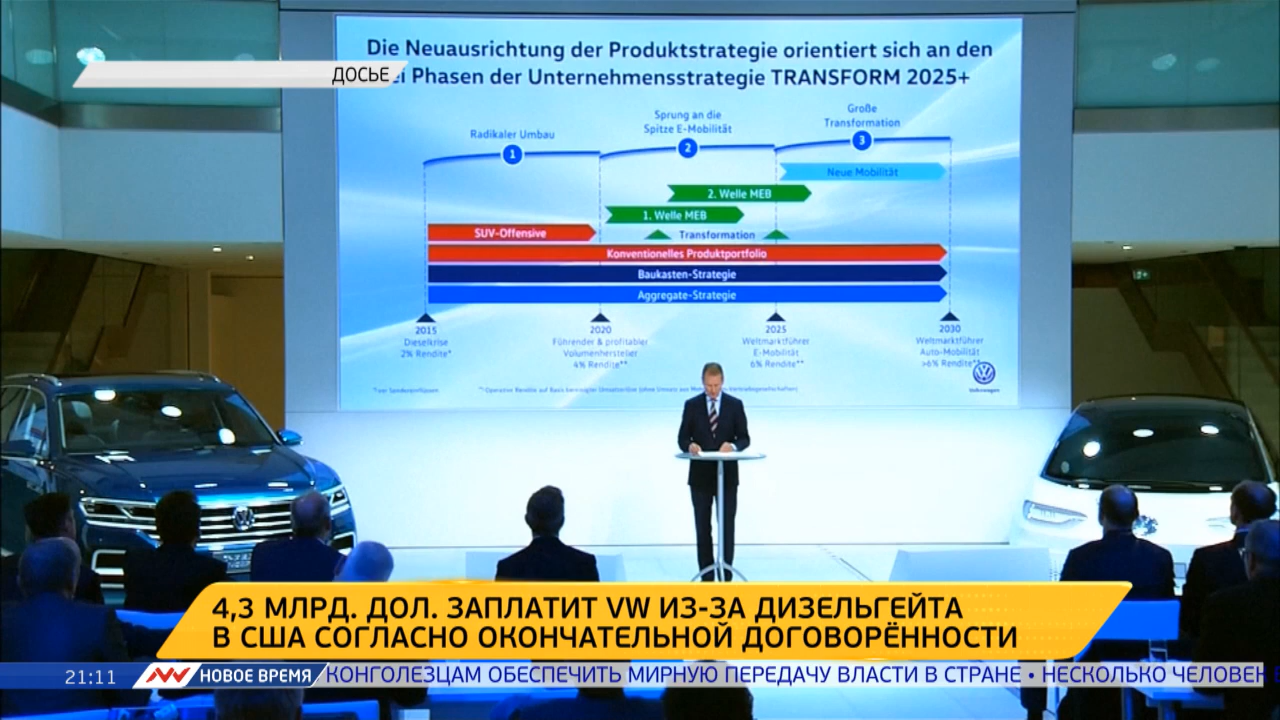 Die Neuausrichtung der Produktstrategie orientiert sich an den
ДОСЬЕ
Phasen der Unternehmensstrategie TRANSFORM 2025+
Radikaler Umbau
1
Sprung an die
Spitze E-Mobilität
2
Große
Transformation
3
Neue Mobilität
2. Welle MEB
1. Welle MEB
SUV-Offensive
Transformation
Konventionelles Produktportfolio
Baukasten-Strategie
Aggregate-Strategie
2015
Dieselkrise
2% Rendite*
2020
Führender & profitabler
Volumenhersteller
4% Rendite**
2025
Weltmarktführer
E-Mobilität
6% Rendite**
2030
Weltmarktführer
Auto-Mobilität
>6% Rendite**
Volkswagen
4,3 МЛРД. ДОЛ. ЗАПЛАТИТ VW ИЗ-ЗА ДИЗЕЛЬГЕЙТА
В США СОГЛАСНО ОКОНЧАТЕЛЬНОЙ ДОГОВОРЁННОСТИ
21:11 НОВОЕ ВРЕМЯ КОНГОЛЕЗЦАМ ОБЕСПЕЧИТЬ МИРНУЮ ПЕРЕДАЧУ ВЛАСТИ В СТРАНЕ • НЕСКОЛЬКО ЧЕЛОВЕК